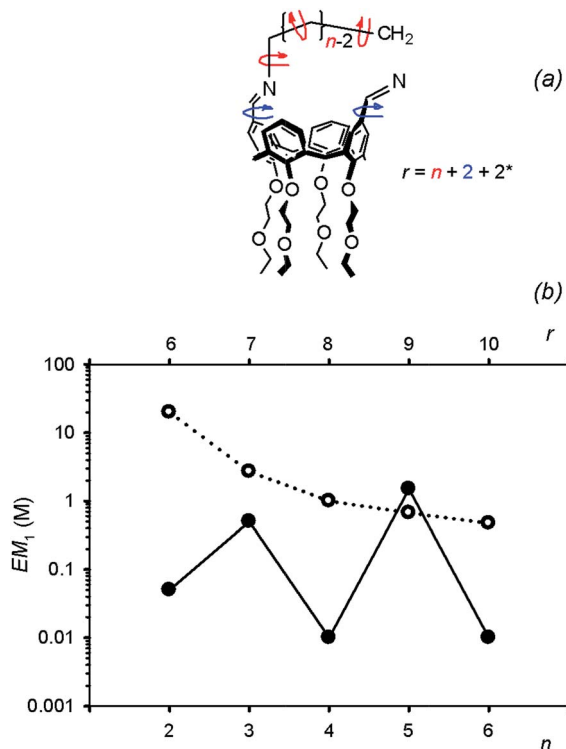 n-2
CH₂
N
N
(a)
r = n + 2 + 2*
O
O
O
O
O
O
O
O
(b)
6 7 8 9 10 r
100
10
1
0.1
0.01
0.001
EM₁ (M)
2 3 4 5 6 n